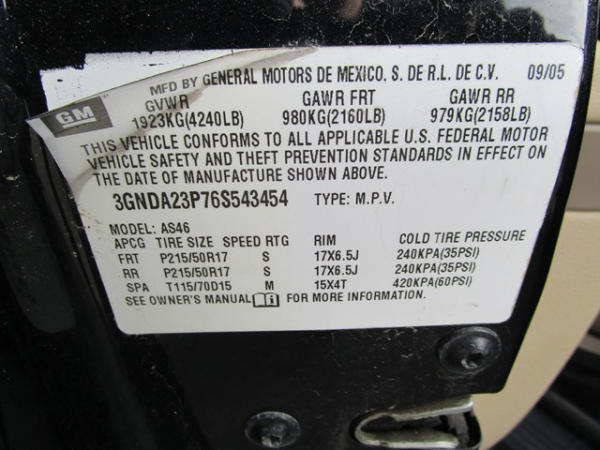 GM
MFD BY GENERAL MOTORS DE MEXICO, S. DE R.L. DE C.V. 09/05
GVWR GAWR FRT GAWR RR
1923KG(4240LB) 980KG(2160LB) 979KG(2158LB)
THIS VEHICLE CONFORMS TO ALL APPLICABLE U.S. FEDERAL MOTOR
VEHICLE SAFETY AND THEFT PREVENTION STANDARDS IN EFFECT ON
THE DATE OF MANUFACTURE SHOWN ABOVE.
3GNDA23P76S543454 TYPE: M.P.V.
MODEL: AS46
APCG TIRE SIZE SPEED RTG RIM COLD TIRE PRESSURE
FRT P215/50R17 S 17X6.5J 240KPA(35PSI)
RR P215/50R17 S 17X6.5J 240KPA(35PSI)
SPA T115/70D15 M 15X4T 420KPA(60PSI)
SEE OWNER'S MANUAL i FOR MORE INFORMATION.